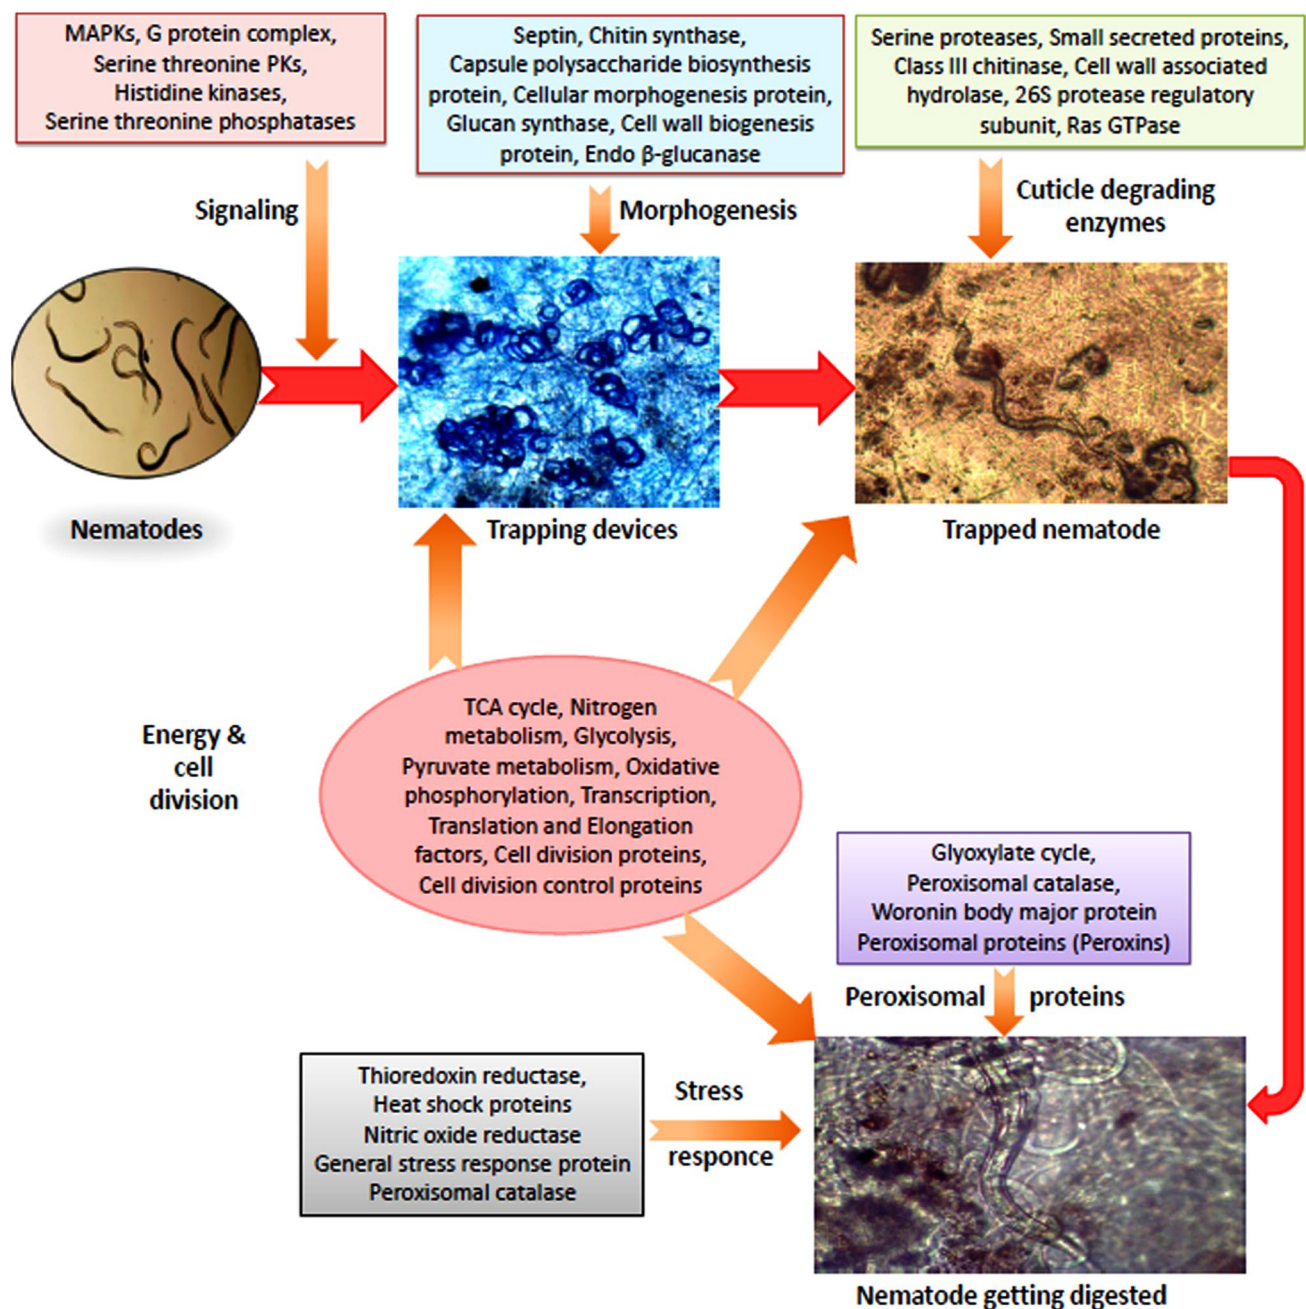 MAPKs, G protein complex,
Serine threonine PKs,
Histidine kinases,
Serine threonine phosphatases
Septin, Chitin synthase,
Capsule polysaccharide biosynthesis
protein, Cellular morphogenesis protein,
Glucan synthase, Cell wall biogenesis
protein, Endo β-glucanase
Serine proteases, Small secreted proteins,
Class III chitinase, Cell wall associated
hydrolase, 26S protease regulatory
subunit, Ras GTPase
Signaling
Morphogenesis
Cuticle degrading
enzymes
Nematodes
Trapping devices
Trapped nematode
Energy &
cell
division
TCA cycle, Nitrogen
metabolism, Glycolysis,
Pyruvate metabolism, Oxidative
phosphorylation, Transcription,
Translation and Elongation
factors, Cell division proteins,
Cell division control proteins
Glyoxylate cycle,
Peroxisomal catalase,
Woronin body major protein
Peroxisomal proteins (Peroxins)
Peroxisomal proteins
Thioredoxin reductase,
Heat shock proteins
Nitric oxide reductase
General stress response protein
Peroxisomal catalase
Stress
responce
Nematode getting digested